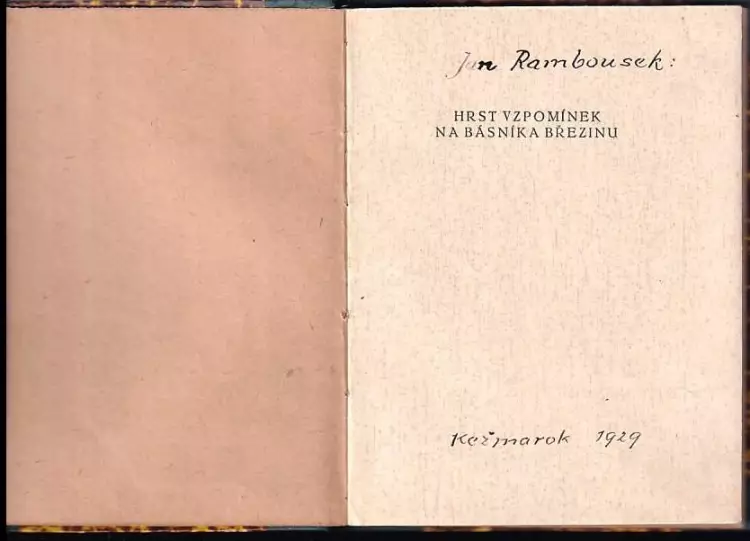 Jan Rambousek:
HRST VZPOMÍNEK
NA BÁSNÍKA BŘEZINU
Kežmarok 1929